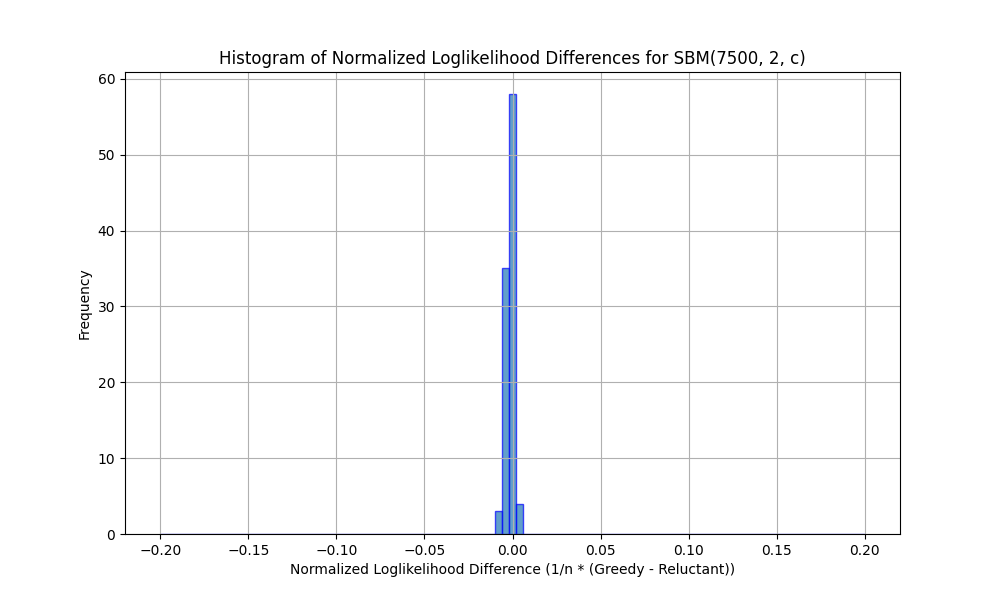 Histogram of Normalized Loglikelihood Differences for SBM(7500, 2, c)
60
50
40
30
20
10
0
Frequency
−0.20 −0.15 −0.10 −0.05 0.00 0.05 0.10 0.15 0.20
Normalized Loglikelihood Difference (1/n * (Greedy - Reluctant))